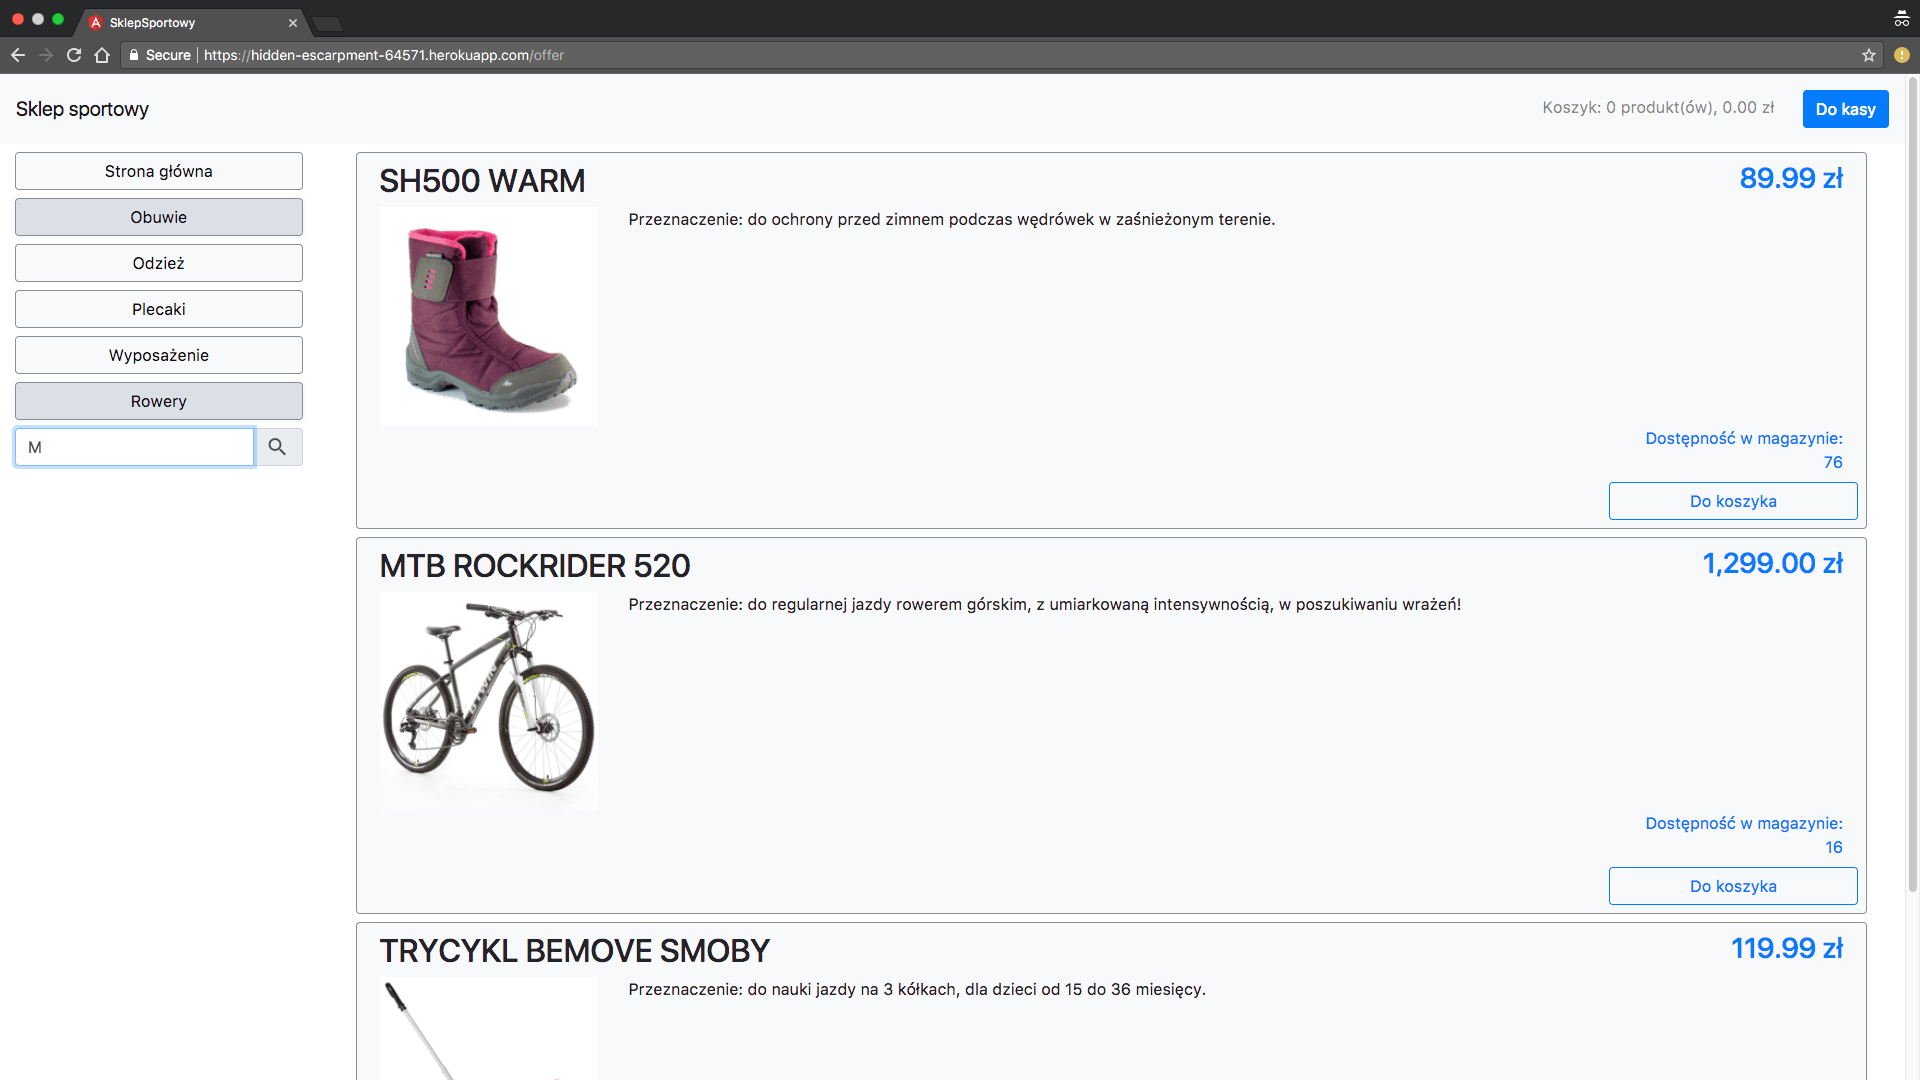 SklepSportowy
Secure https://hidden-escarpment-64571.herokuapp.com/offer
Sklep sportowy
Koszyk: 0 produkt(ów), 0.00 zł
Do kasy
Strona główna
Obuwie
Odzież
Plecaki
Wyposażenie
Rowery
M
SH500 WARM
89.99 zł
Przeznaczenie: do ochrony przed zimnem podczas wędrówek w zaśnieżonym terenie.
Dostępność w magazynie:
76
Do koszyka
MTB ROCKRIDER 520
1,299.00 zł
Przeznaczenie: do regularnej jazdy rowerem górskim, z umiarkowaną intensywnością, w poszukiwaniu wrażeń!
BTWIN
Dostępność w magazynie:
16
Do koszyka
TRYCYKL BEMOVE SMOBY
119.99 zł
Przeznaczenie: do nauki jazdy na 3 kółkach, dla dzieci od 15 do 36 miesięcy.